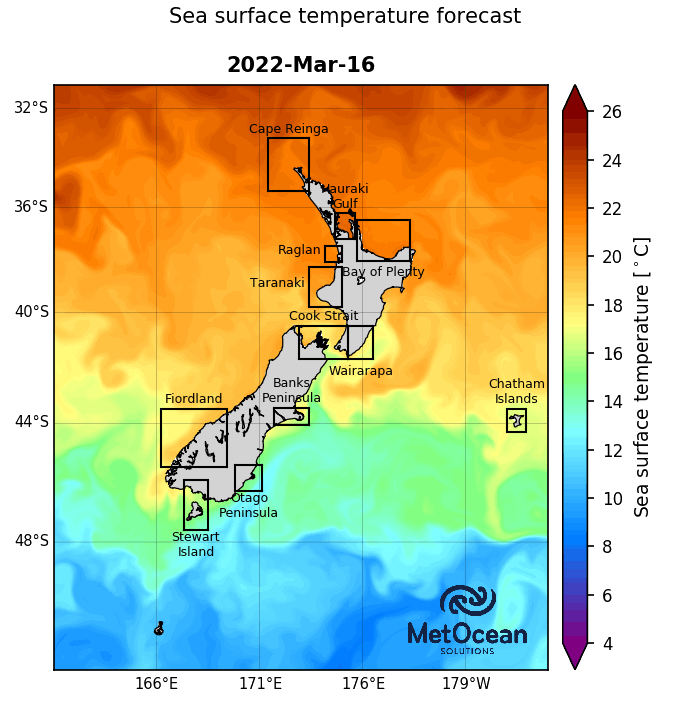 Sea surface temperature forecast
2022-Mar-16
32°S
36°S
40°S
44°S
48°S
166°E
171°E
176°E
179°W
Cape Reinga
Hauraki
Gulf
Raglan
Bay of Plenty
Taranaki
Cook Strait
Wairarapa
Banks
Peninsula
Chatham
Islands
Fiordland
Otago
Peninsula
Stewart
Island
MetOcean
SOLUTIONS
26
24
22
20
18
16
14
12
10
8
6
4
Sea surface temperature [°C]